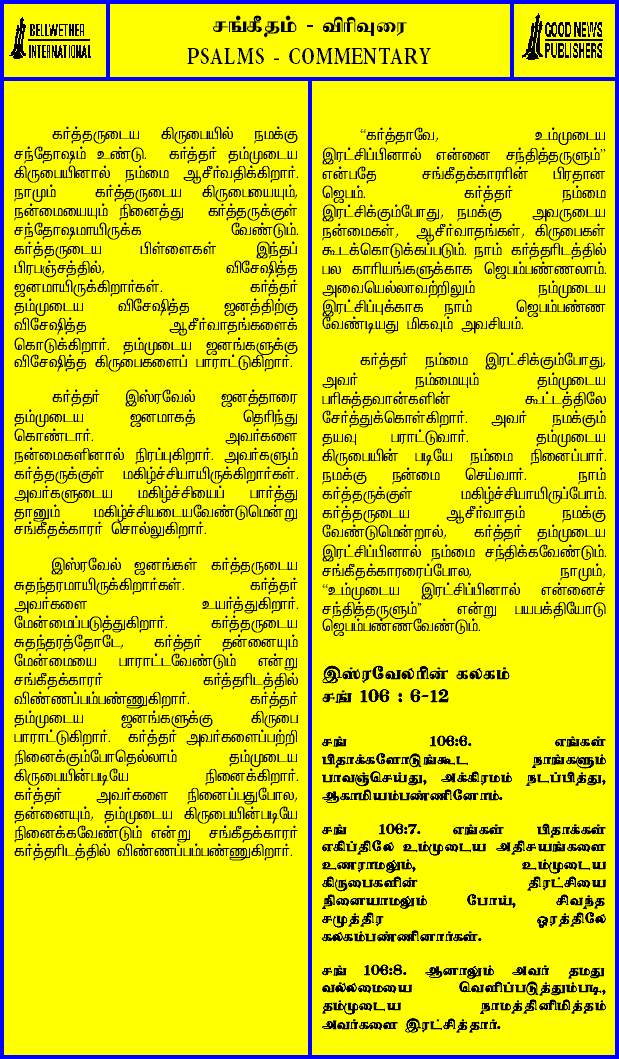 BELLWETHER
INTERNATIONAL
சங்கீதம் - விரிவுரை
PSALMS - COMMENTARY
GOOD NEWS
PUBLISHERS
கர்த்தருடைய கிருபையில் நமக்கு
சந்தோஷம் உண்டு. கர்த்தர் தம்முடைய
கிருபையினால் நம்மை ஆசீர்வதிக்கிறார்.
நாமும் கர்த்தருடைய கிருபையையும்,
நன்மையையும் நினைத்து கர்த்தருக்குள்
சந்தோஷமாயிருக்க வேண்டும்.
கர்த்தருடைய பிள்ளைகள் இந்தப்
பிரபஞ்சத்தில், விசேஷித்த
ஜனமாயிருக்கிறார்கள். கர்த்தர்
தம்முடைய விசேஷித்த ஜனத்திற்கு
விசேஷித்த ஆசீர்வாதங்களைக்
கொடுக்கிறார். தம்முடைய ஜனங்களுக்கு
விசேஷித்த கிருபைகளைப் பாராட்டுகிறார்.
கர்த்தர் இஸ்ரவேல் ஜனத்தாரை
தம்முடைய ஜனமாகத் தெரிந்து
கொண்டார். அவர்களை
நன்மைகளினால் நிரப்புகிறார். அவர்களும்
கர்த்தருக்குள் மகிழ்ச்சியாயிருக்கிறார்கள்.
அவர்களுடைய மகிழ்ச்சியைப் பார்த்து
தானும் மகிழ்ச்சியடையவேண்டுமென்று
சங்கீதக்காரர் சொல்லுகிறார்.
இஸ்ரவேல் ஜனங்கள் கர்த்தருடைய
சுதந்தரமாயிருக்கிறார்கள். கர்த்தர்
அவர்களை உயர்த்துகிறார்.
மேன்மைப்படுத்துகிறார். கர்த்தருடைய
சுதந்தரத்தோடே, கர்த்தர் தன்னையும்
மேன்மையை பாராட்டவேண்டும் என்று
சங்கீதக்காரர் கர்த்தரிடத்தில்
விண்ணப்பம்பண்ணுகிறார். கர்த்தர்
தம்முடைய ஜனங்களுக்கு கிருபை
பாராட்டுகிறார். கர்த்தர் அவர்களைப்பற்றி
நினைக்கும்போதெல்லாம் தம்முடைய
கிருபையின்படியே நினைக்கிறார்.
கர்த்தர் அவர்களை நினைப்பதுபோல,
தன்னையும், தம்முடைய கிருபையின்படியே
நினைக்கவேண்டும் என்று சங்கீதக்காரர்
கர்த்தரிடத்தில் விண்ணப்பம்பண்ணுகிறார்.
“கர்த்தாவே, உம்முடைய
இரட்சிப்பினால் என்னை சந்தித்தருளும்”
என்பதே சங்கீதக்காரரின் பிரதான
ஜெபம். கர்த்தர் நம்மை
இரட்சிக்கும்போது, நமக்கு அவருடைய
நன்மைகள், ஆசீர்வாதங்கள், கிருபைகள்
கூடக்கொடுக்கப்படும். நாம் கர்த்தரிடத்தில்
பல காரியங்களுக்காக ஜெபம்பண்ணலாம்.
அவையெல்லாவற்றிலும் நம்முடைய
இரட்சிப்புக்காக நாம் ஜெபம்பண்ண
வேண்டியது மிகவும் அவசியம்.
கர்த்தர் நம்மை இரட்சிக்கும்போது,
அவர் நம்மையும் தம்முடைய
பரிசுத்தவான்களின் கூட்டத்திலே
சேர்த்துக்கொள்கிறார். அவர் நமக்கும்
தயவு பராட்டுவார். தம்முடைய
கிருபையின் படியே நம்மை நினைப்பார்.
நமக்கு நன்மை செய்வார். நாம்
கர்த்தருக்குள் மகிழ்ச்சியாயிருப்போம்.
கர்த்தருடைய ஆசீர்வாதம் நமக்கு
வேண்டுமென்றால், கர்த்தர் தம்முடைய
இரட்சிப்பினால் நம்மை சந்திக்கவேண்டும்.
சங்கீதக்காரரைப்போல, நாமும்,
“உம்முடைய இரட்சிப்பினால் என்னைச்
சந்தித்தருளும்” என்று பயபக்தியோடு
ஜெபம்பண்ணவேண்டும்.
இஸ்ரவேலரின் கலகம்
சங் 106 : 6-12
சங் 106:6. எங்கள்
பிதாக்களோடுங்கூட நாங்களும்
பாவஞ்செய்து, அக்கிரமம் நடப்பித்து,
ஆகாமியம்பண்ணினோம்.
சங் 106:7. எங்கள் பிதாக்கள்
எகிப்திலே உம்முடைய அதிசயங்களை
உணராமலும், உம்முடைய
கிருபைகளின் திரட்சியை
நினையாமலும் போய், சிவந்த
சமுத்திர ஓரத்திலே
கலகம்பண்ணினார்கள்.
சங் 106:8. ஆனாலும் அவர் தமது
வல்லமையை வெளிப்படுத்தும்படி,
தம்முடைய நாமத்தினிமித்தம்
அவர்களை இரட்சித்தார்.